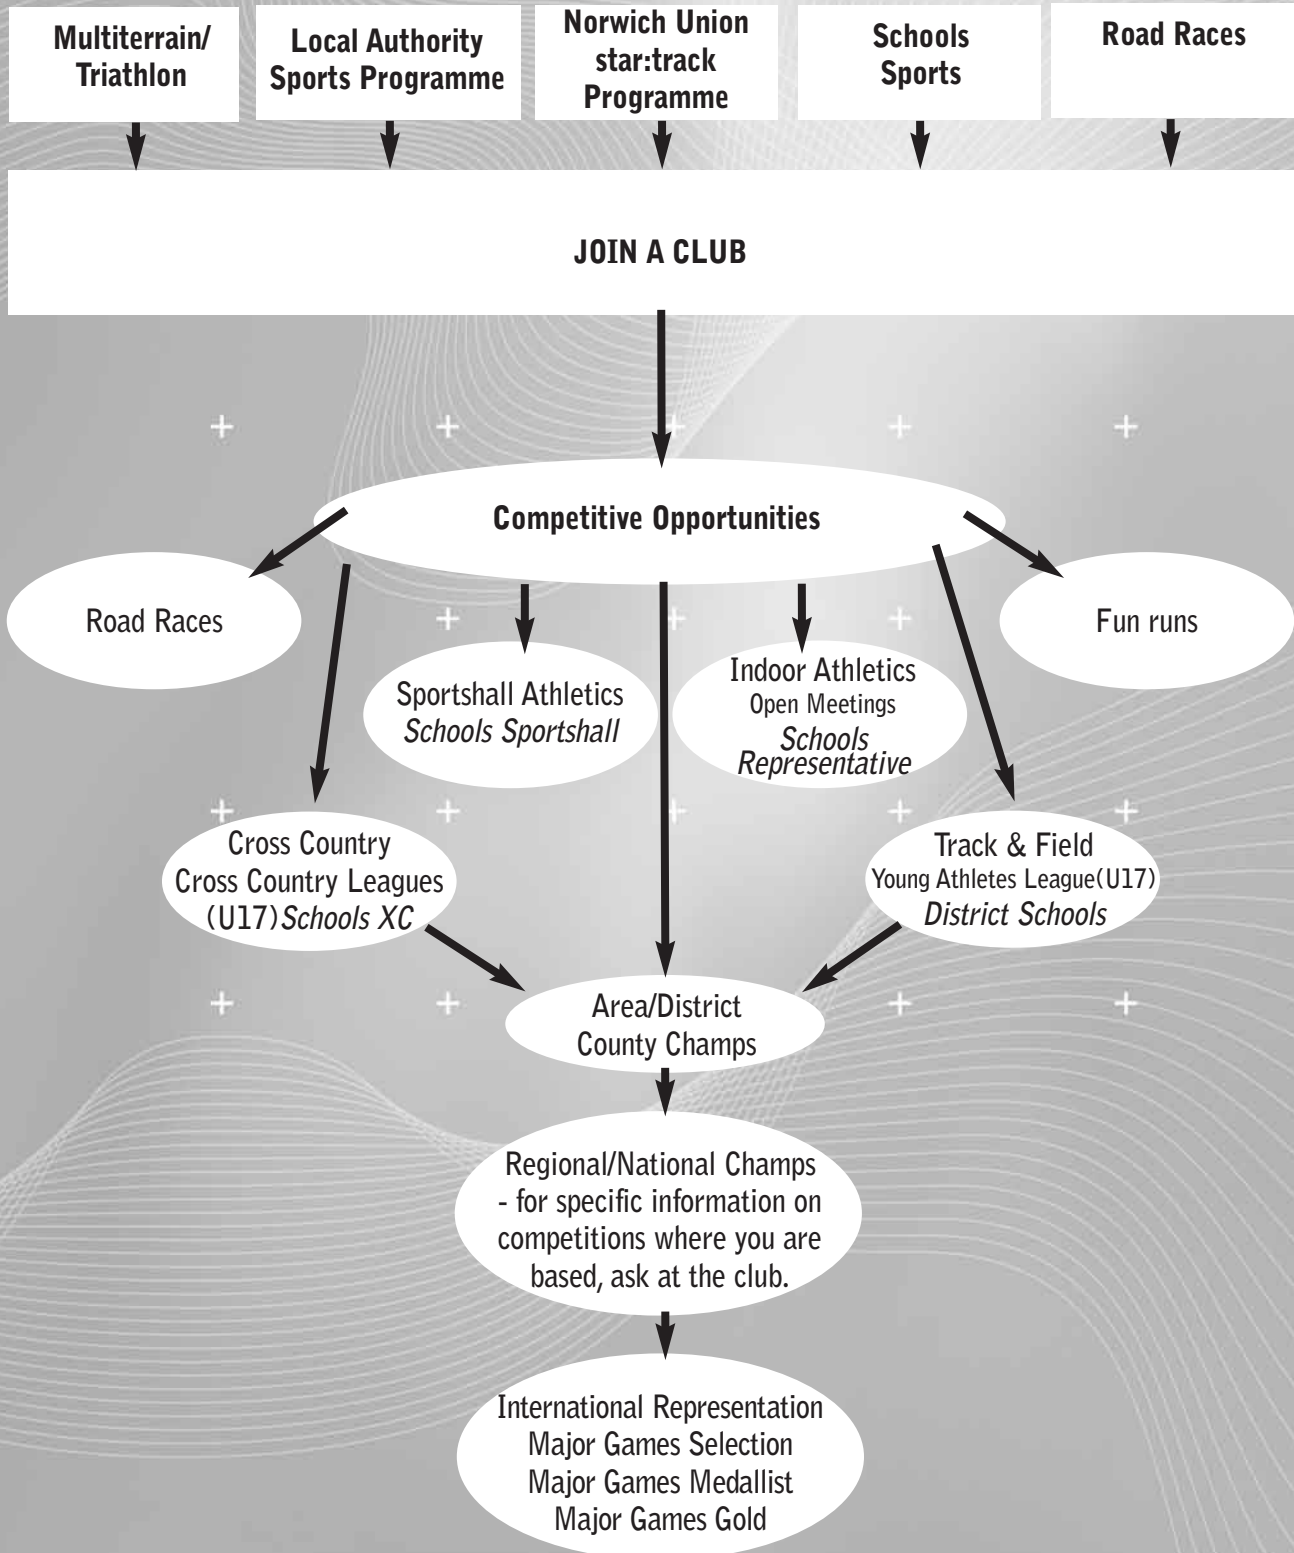 Multiterrain/
Triathlon
Local Authority
Sports Programme
Norwich Union
star:track
Programme
Schools
Sports
Road Races
JOIN A CLUB
Competitive Opportunities
Road Races
Fun runs
Sportshall Athletics
Schools Sportshall
Indoor Athletics
Open Meetings
Schools
Representative
Cross Country
Cross Country Leagues
(U17) Schools XC
Track & Field
Young Athletes League(U17)
District Schools
Area/District
County Champs
Regional/National Champs
- for specific information on
competitions where you are
based, ask at the club.
International Representation
Major Games Selection
Major Games Medallist
Major Games Gold